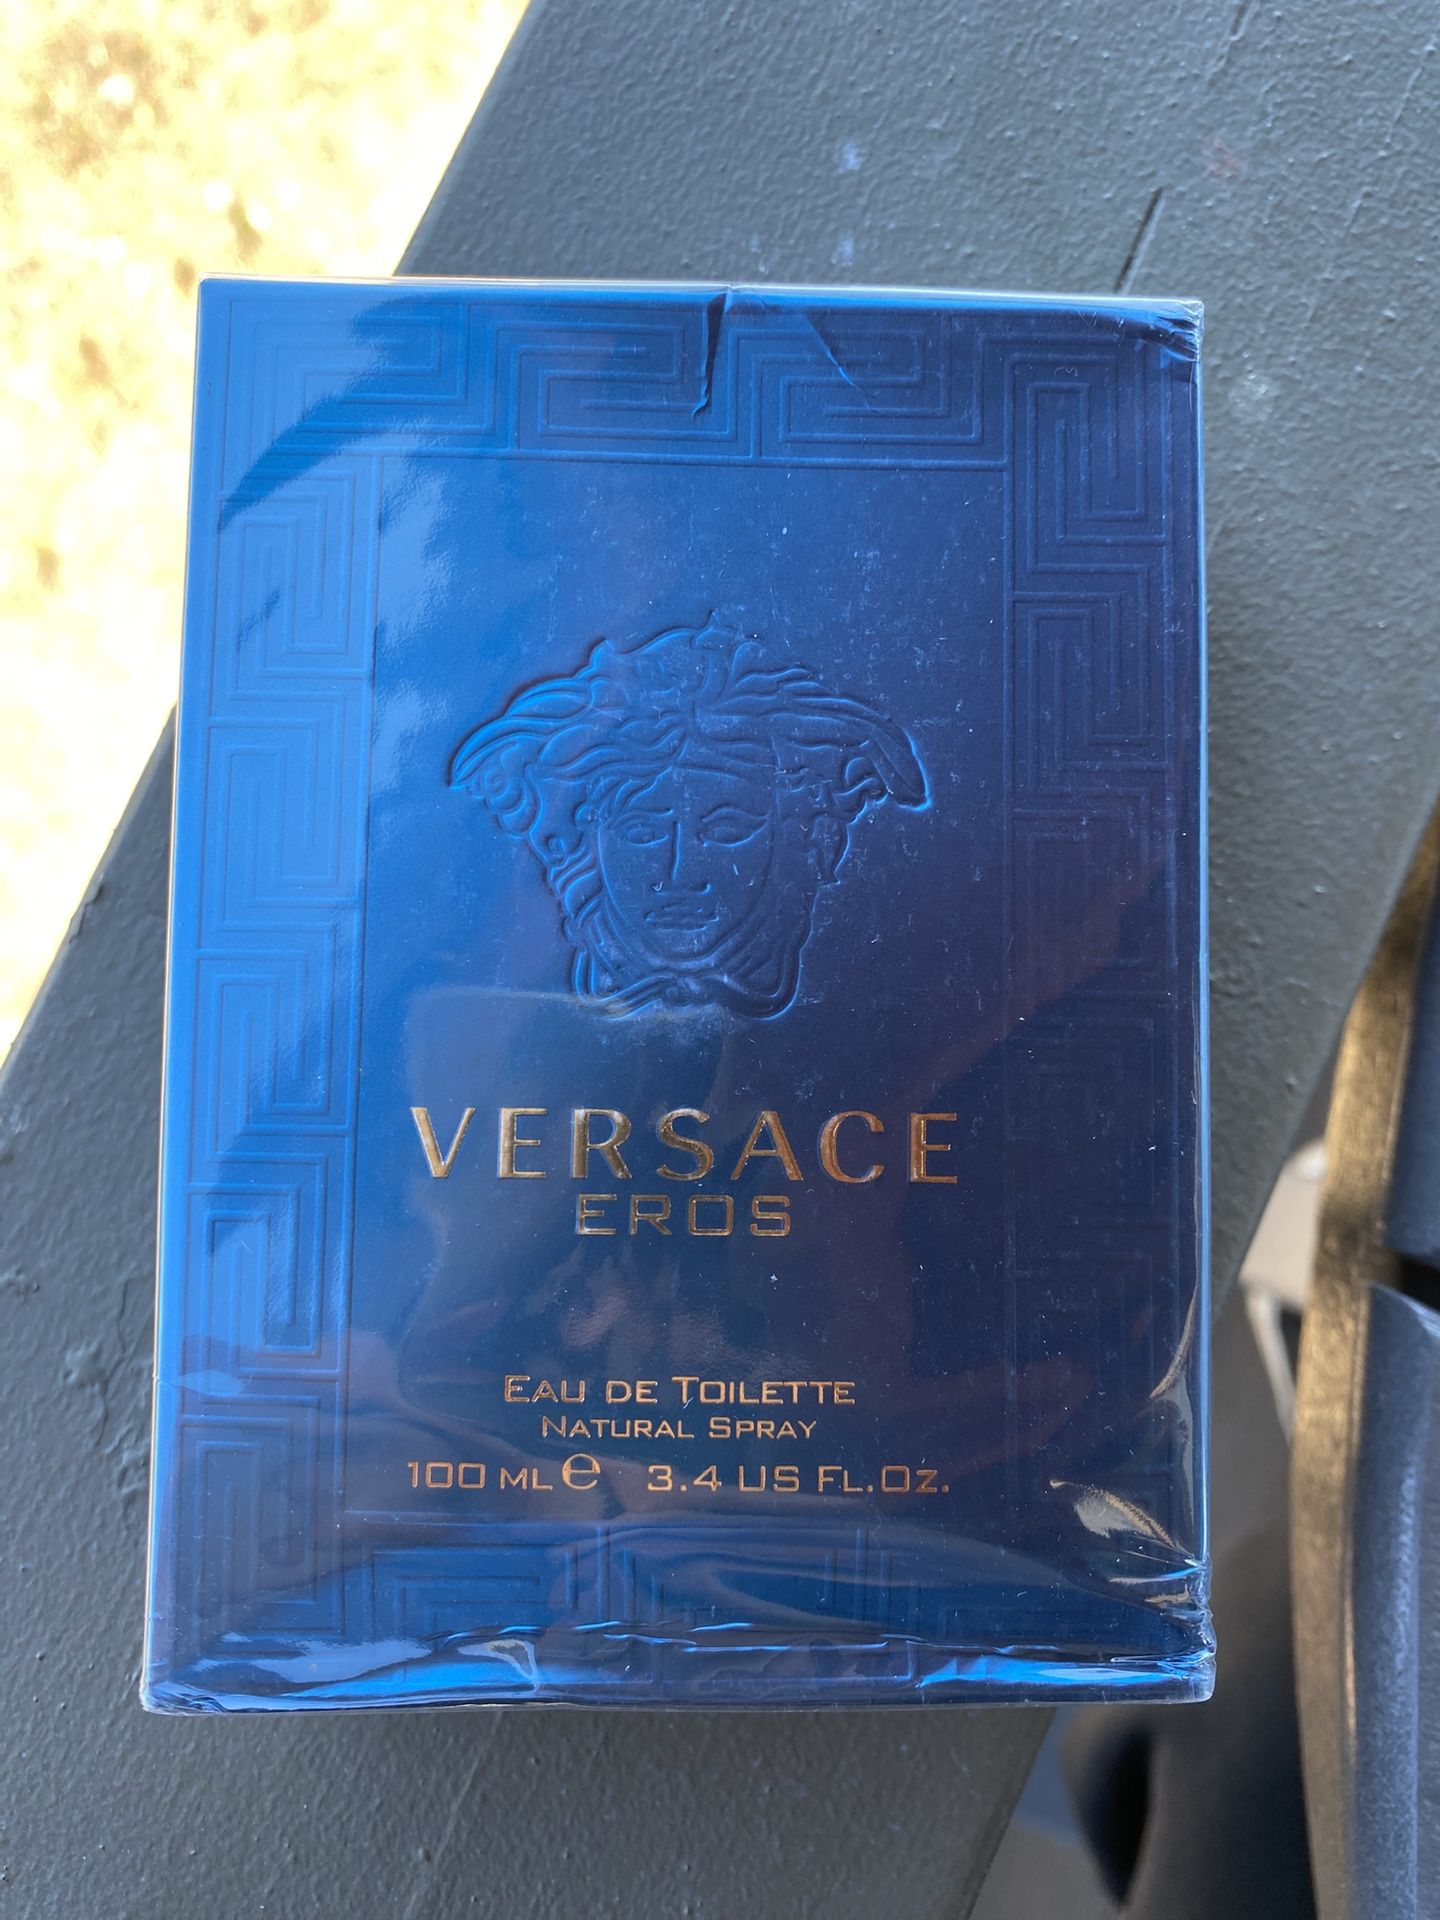 VERSACE
EROS
EAU DE TOILETTE
NATURAL SPRAY
100 ML ℮ 3.4 US FL.OZ.